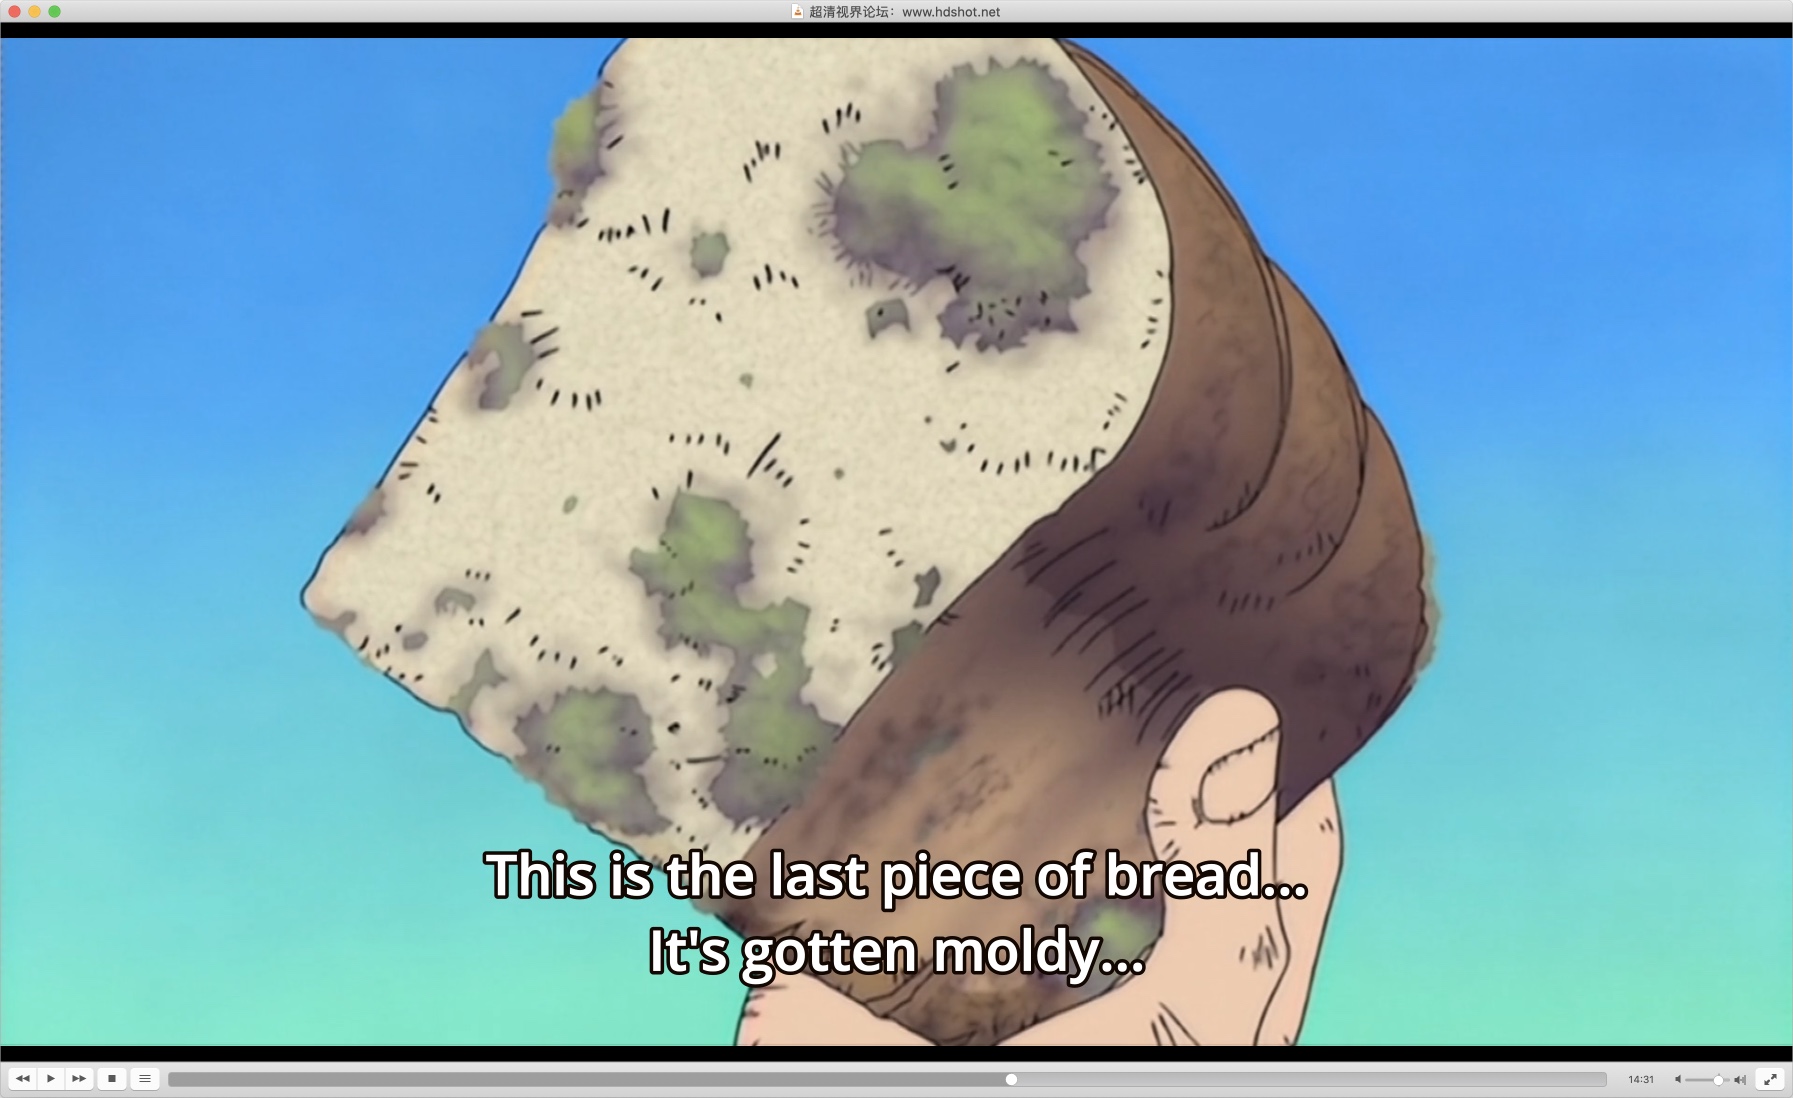 超清视界论坛：www.hdshot.net
This is the last piece of bread...
It's gotten moldy...
14:31